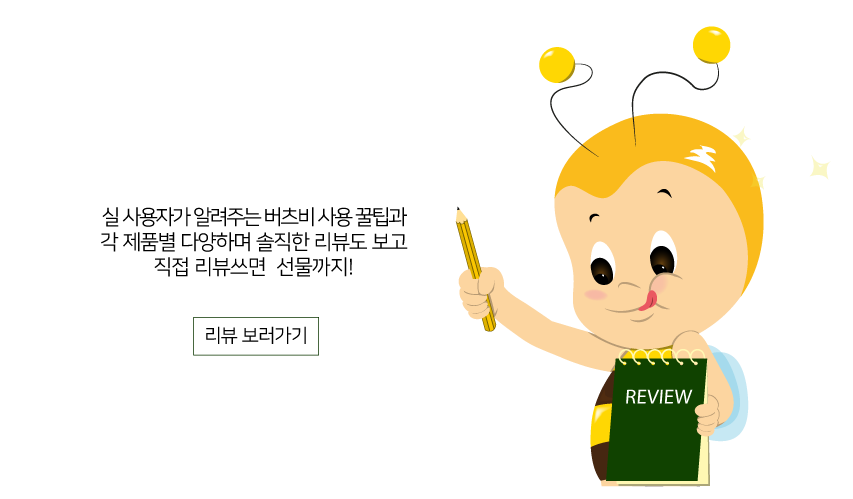 실 사용자가 알려주는 버츠비 사용 꿀팁과
각 제품별 다양하며 솔직한 리뷰도 보고
직접 리뷰쓰면 선물까지!
리뷰 보러가기
REVIEW